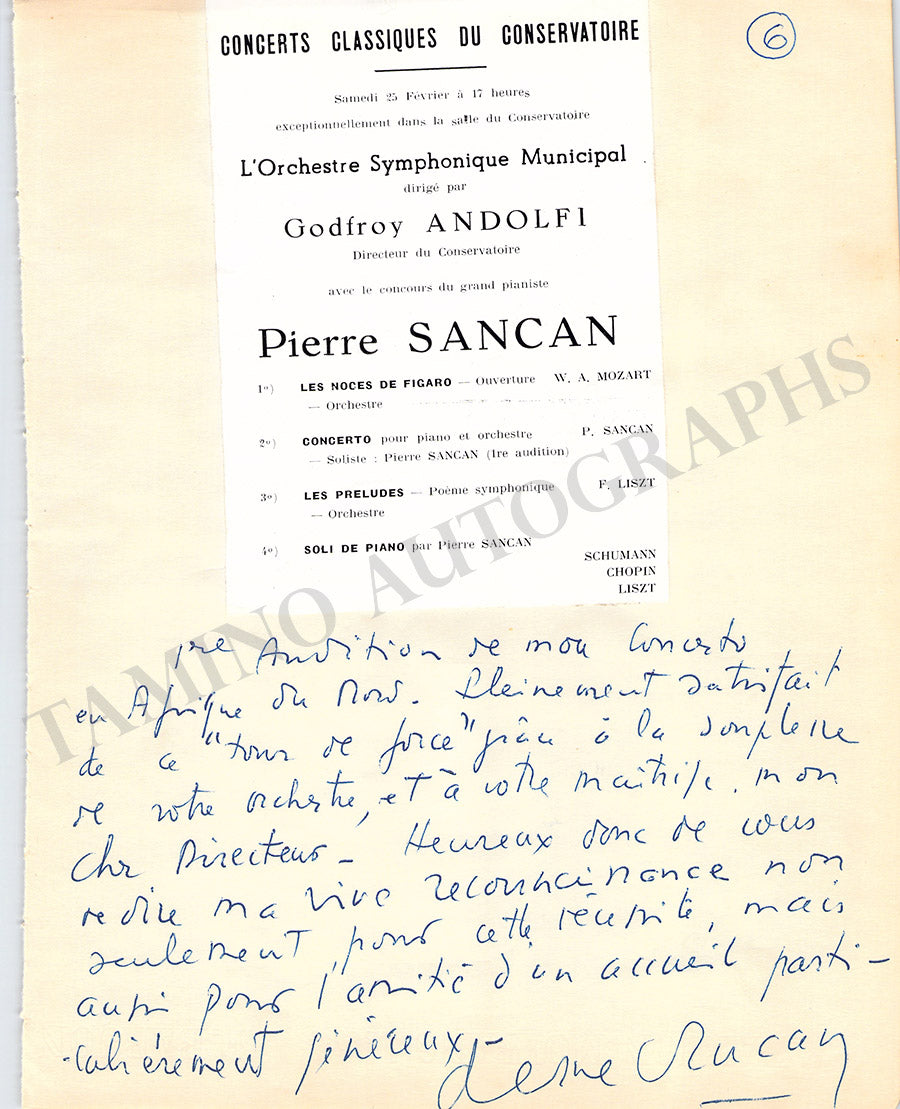 CONCERTS CLASSIQUES DU CONSERVATOIRE
6
Samedi 25 Février à 17 heures
exceptionnellement dans la salle du Conservatoire
L'Orchestre Symphonique Municipal
dirigé par
Godfroy ANDOLFI
Directeur du Conservatoire
avec le concours du grand pianiste
Pierre SANCAN
1o) LES NOCES DE FIGARO — Ouverture W. A. MOZART
— Orchestre
2o) CONCERTO pour piano et orchestre P. SANCAN
— Soliste : Pierre SANCAN (1re audition)
3o) LES PRELUDES — Poème symphonique F. LISZT
— Orchestre
4o) SOLI DE PIANO par Pierre SANCAN
SCHUMANN
CHOPIN
LISZT
TAMINO AUTOGRAPHS
1re Audition de mon Concerto
en Afrique du Nord. Pleinement satisfait
de ce "tour de force" grâce à la souplesse
de votre orchestre, et à votre maîtrise, mon
Cher Directeur – Heureux donc de vous
redire ma vive reconnaissance non
seulement pour cette réussite, mais
aussi pour l'amitié d'un accueil parti-
-culièrement généreux –
Pierre Sancan